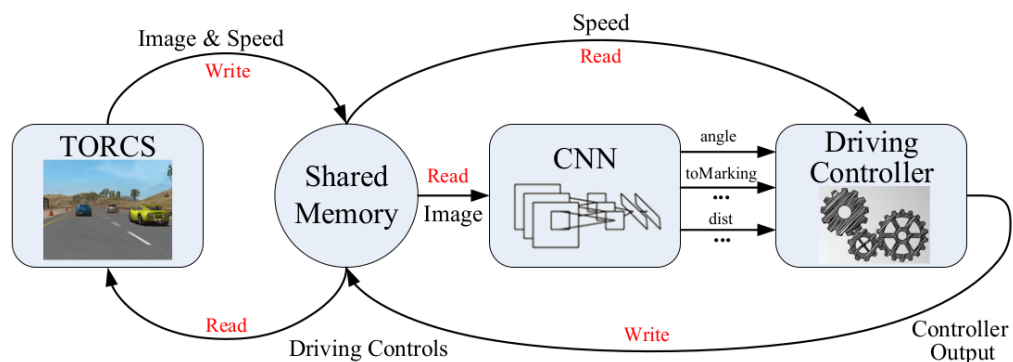 Image & Speed
Write
Speed
Read
TORCS
Shared
Memory
Read
Image
CNN
angle
toMarking
...
dist
...
Driving
Controller
Read
Driving Controls
Write
Controller
Output